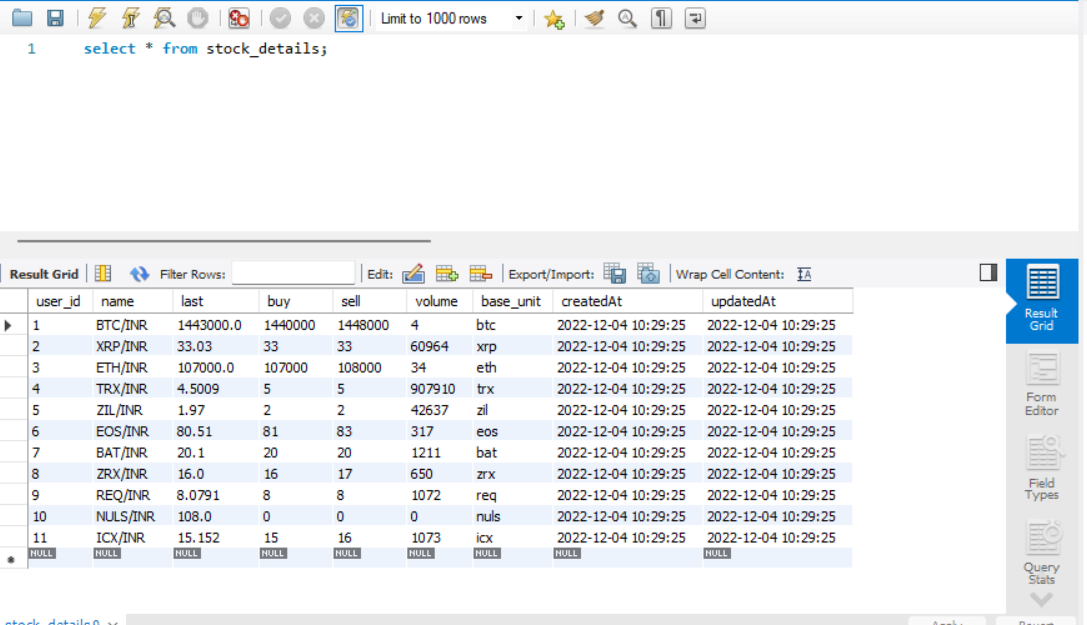 Limit to 1000 rows
1 select * from stock_details;
Result Grid Filter Rows: Edit: Export/Import: Wrap Cell Content:
user_id name last buy sell volume base_unit createdAt updatedAt
1 BTC/INR 1443000.0 1440000 1448000 4 btc 2022-12-04 10:29:25 2022-12-04 10:29:25
2 XRP/INR 33.03 33 33 60964 xrp 2022-12-04 10:29:25 2022-12-04 10:29:25
3 ETH/INR 107000.0 107000 108000 34 eth 2022-12-04 10:29:25 2022-12-04 10:29:25
4 TRX/INR 4.5009 5 5 907910 trx 2022-12-04 10:29:25 2022-12-04 10:29:25
5 ZIL/INR 1.97 2 2 42637 zil 2022-12-04 10:29:25 2022-12-04 10:29:25
6 EOS/INR 80.51 81 83 317 eos 2022-12-04 10:29:25 2022-12-04 10:29:25
7 BAT/INR 20.1 20 20 1211 bat 2022-12-04 10:29:25 2022-12-04 10:29:25
8 ZRX/INR 16.0 16 17 650 zrx 2022-12-04 10:29:25 2022-12-04 10:29:25
9 REQ/INR 8.0791 8 8 1072 req 2022-12-04 10:29:25 2022-12-04 10:29:25
10 NULS/INR 108.0 0 0 0 nuls 2022-12-04 10:29:25 2022-12-04 10:29:25
11 ICX/INR 15.152 15 16 1073 icx 2022-12-04 10:29:25 2022-12-04 10:29:25
NULL NULL NULL NULL NULL NULL NULL NULL NULL
Result
Grid
Form
Editor
Field
Types
Query
Stats